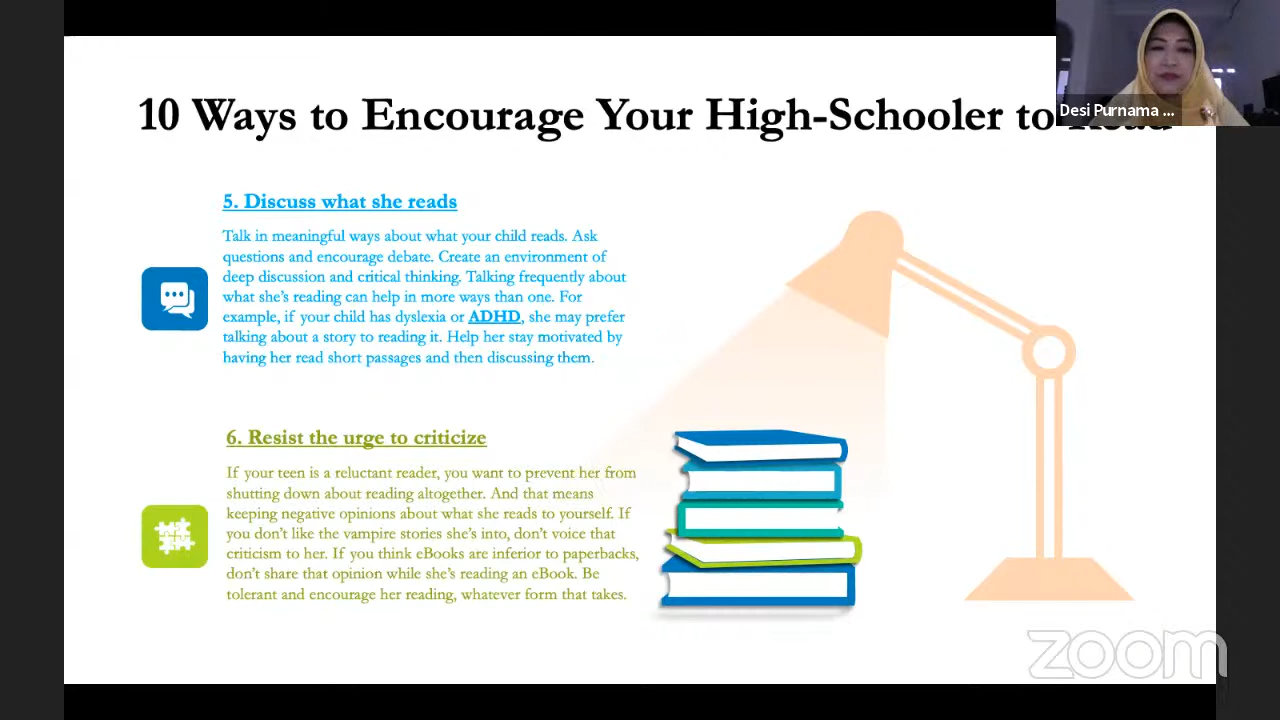 10 Ways to Encourage Your High-Schooler to Read
Desi Purnama ...
5. Discuss what she reads
Talk in meaningful ways about what your child reads. Ask
questions and encourage debate. Create an environment of
deep discussion and critical thinking. Talking frequently about
what she's reading can help in more ways than one. For
example, if your child has dyslexia or ADHD, she may prefer
talking about a story to reading it. Help her stay motivated by
having her read short passages and then discussing them.
6. Resist the urge to criticize
If your teen is a reluctant reader, you want to prevent her from
shutting down about reading altogether. And that means
keeping negative opinions about what she reads to yourself. If
you don't like the vampire stories she's into, don't voice that
criticism to her. If you think eBooks are inferior to paperbacks,
don't share that opinion while she's reading an eBook. Be
tolerant and encourage her reading, whatever form that takes.
zoom